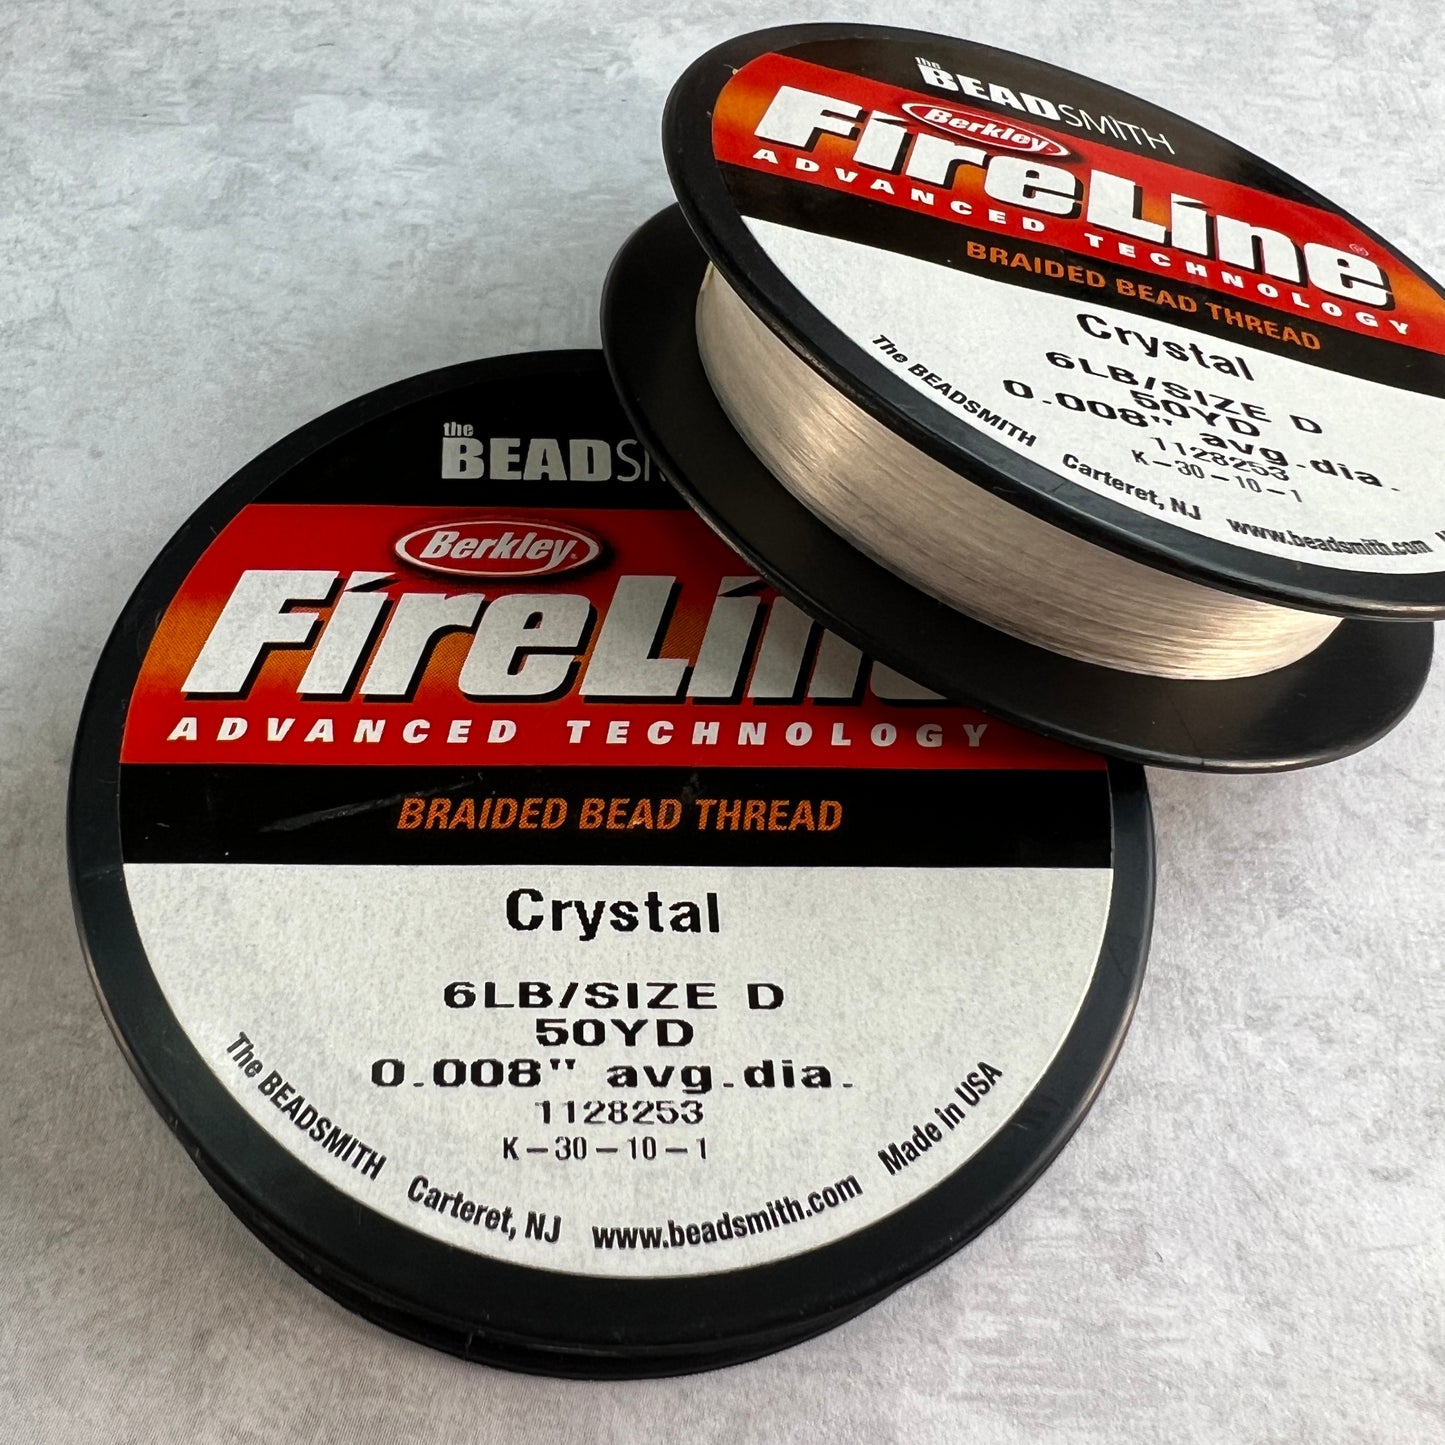 the
BEADSMITH
Berkley
FireLine®
ADVANCED TECHNOLOGY
BRAIDED BEAD THREAD
Crystal
6LB/SIZE D
50YD
0.008" avg.dia.
1128253
K-30-10-1
The BEADSMITH Carteret, NJ www.beadsmith.com
the
BEADSM
Berkley
FireLine
ADVANCED TECHNOLOGY
BRAIDED BEAD THREAD
Crystal
6LB/SIZE D
50YD
0.008" avg.dia.
1128253
K-30-10-1
The BEADSMITH Carteret, NJ www.beadsmith.com Made in USA